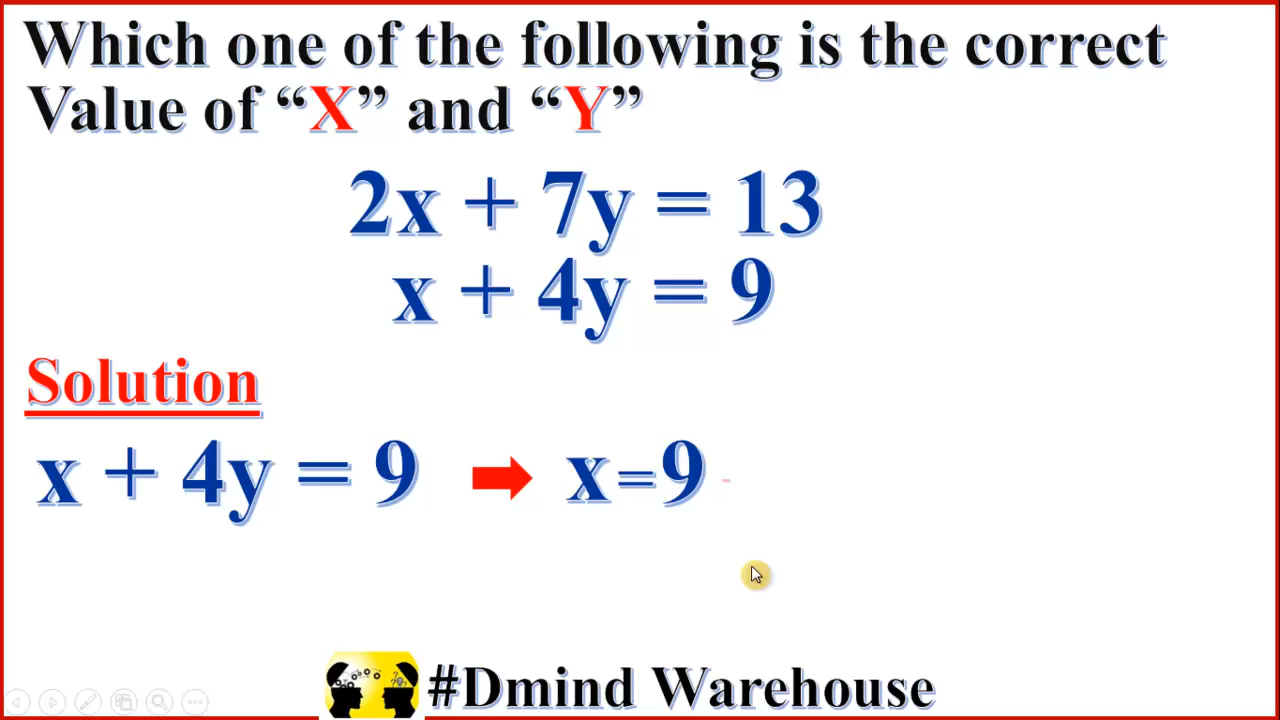 Which one of the following is the correct
Value of “X” and “Y”
2x + 7y = 13
x + 4y = 9
Solution
x + 4y = 9 ➡ x=9 -
#Dmind Warehouse